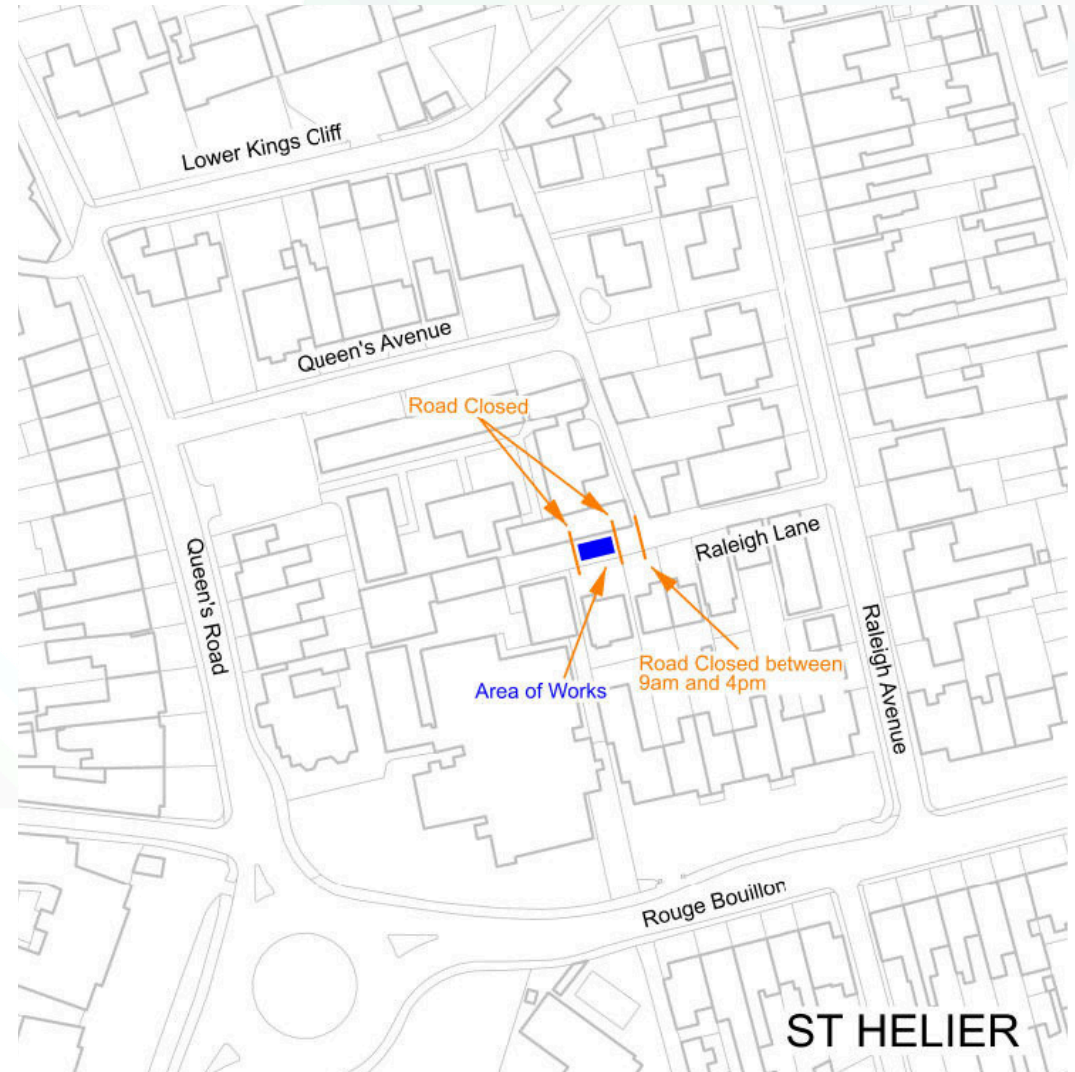 Lower Kings Cliff
Queen's Avenue
Road Closed
Raleigh Lane
Queen's Road
Raleigh Avenue
Road Closed between
9am and 4pm
Area of Works
Rouge Bouillon
ST HELIER